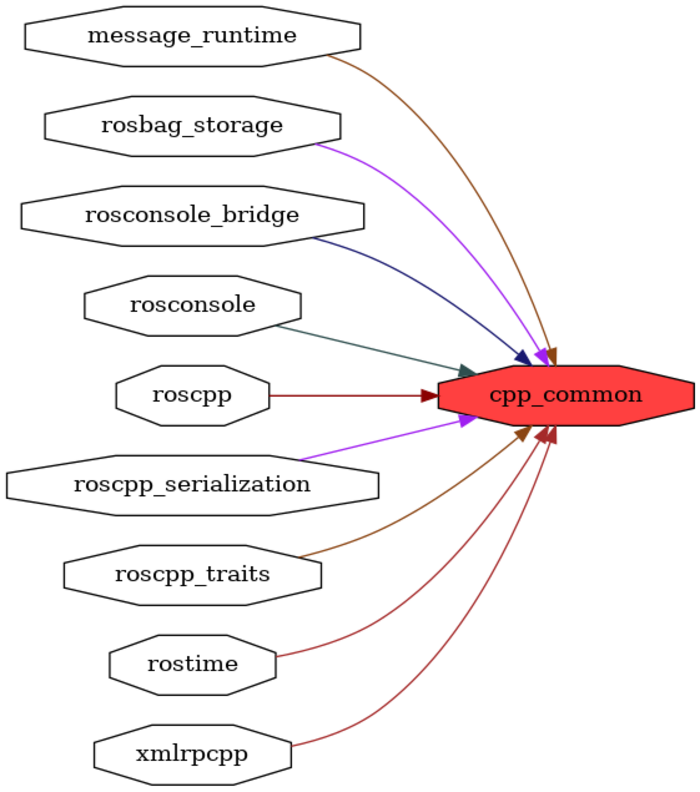 message_runtime
rosbag_storage
rosconsole_bridge
rosconsole
roscpp
cpp_common
roscpp_serialization
roscpp_traits
rostime
xmlrpcpp